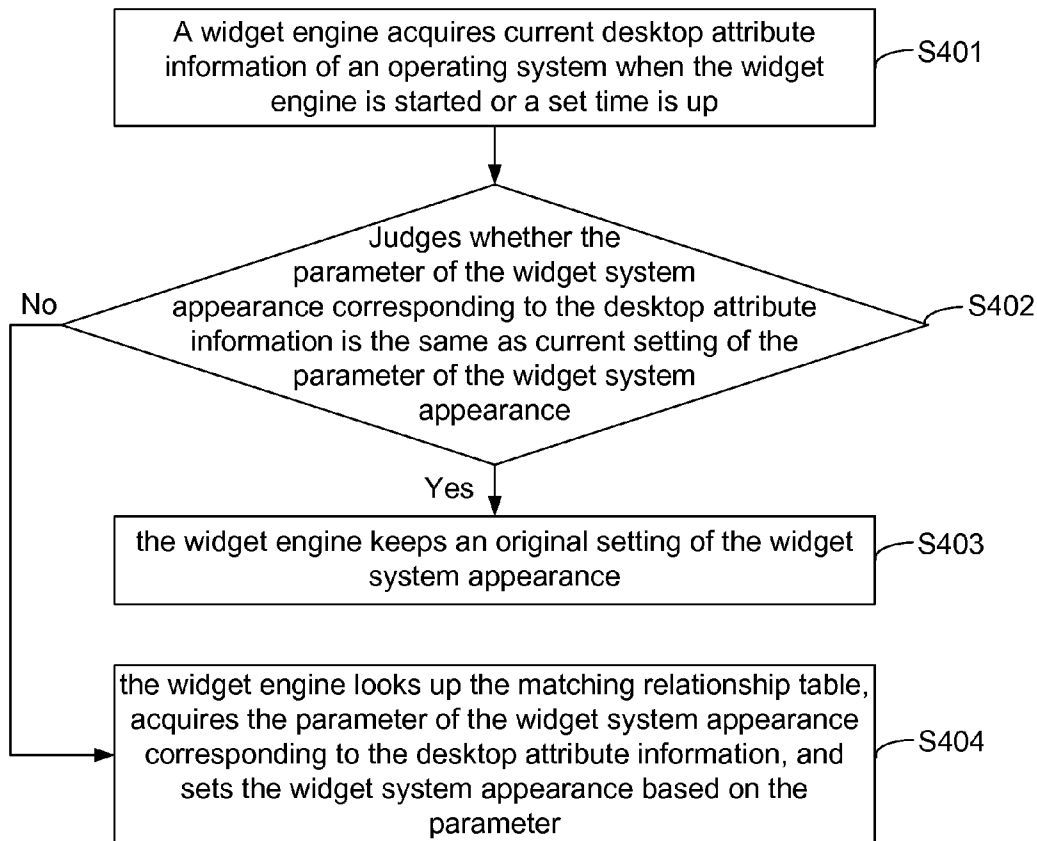 A widget engine acquires current desktop attribute
information of an operating system when the widget
engine is started or a set time is up
S401
Judges whether the
parameter of the widget system
appearance corresponding to the desktop attribute
information is the same as current setting of the
parameter of the widget system
appearance
S402
No
Yes
the widget engine keeps an original setting of the widget
system appearance
S403
the widget engine looks up the matching relationship table,
acquires the parameter of the widget system appearance
corresponding to the desktop attribute information, and
sets the widget system appearance based on the
parameter
S404